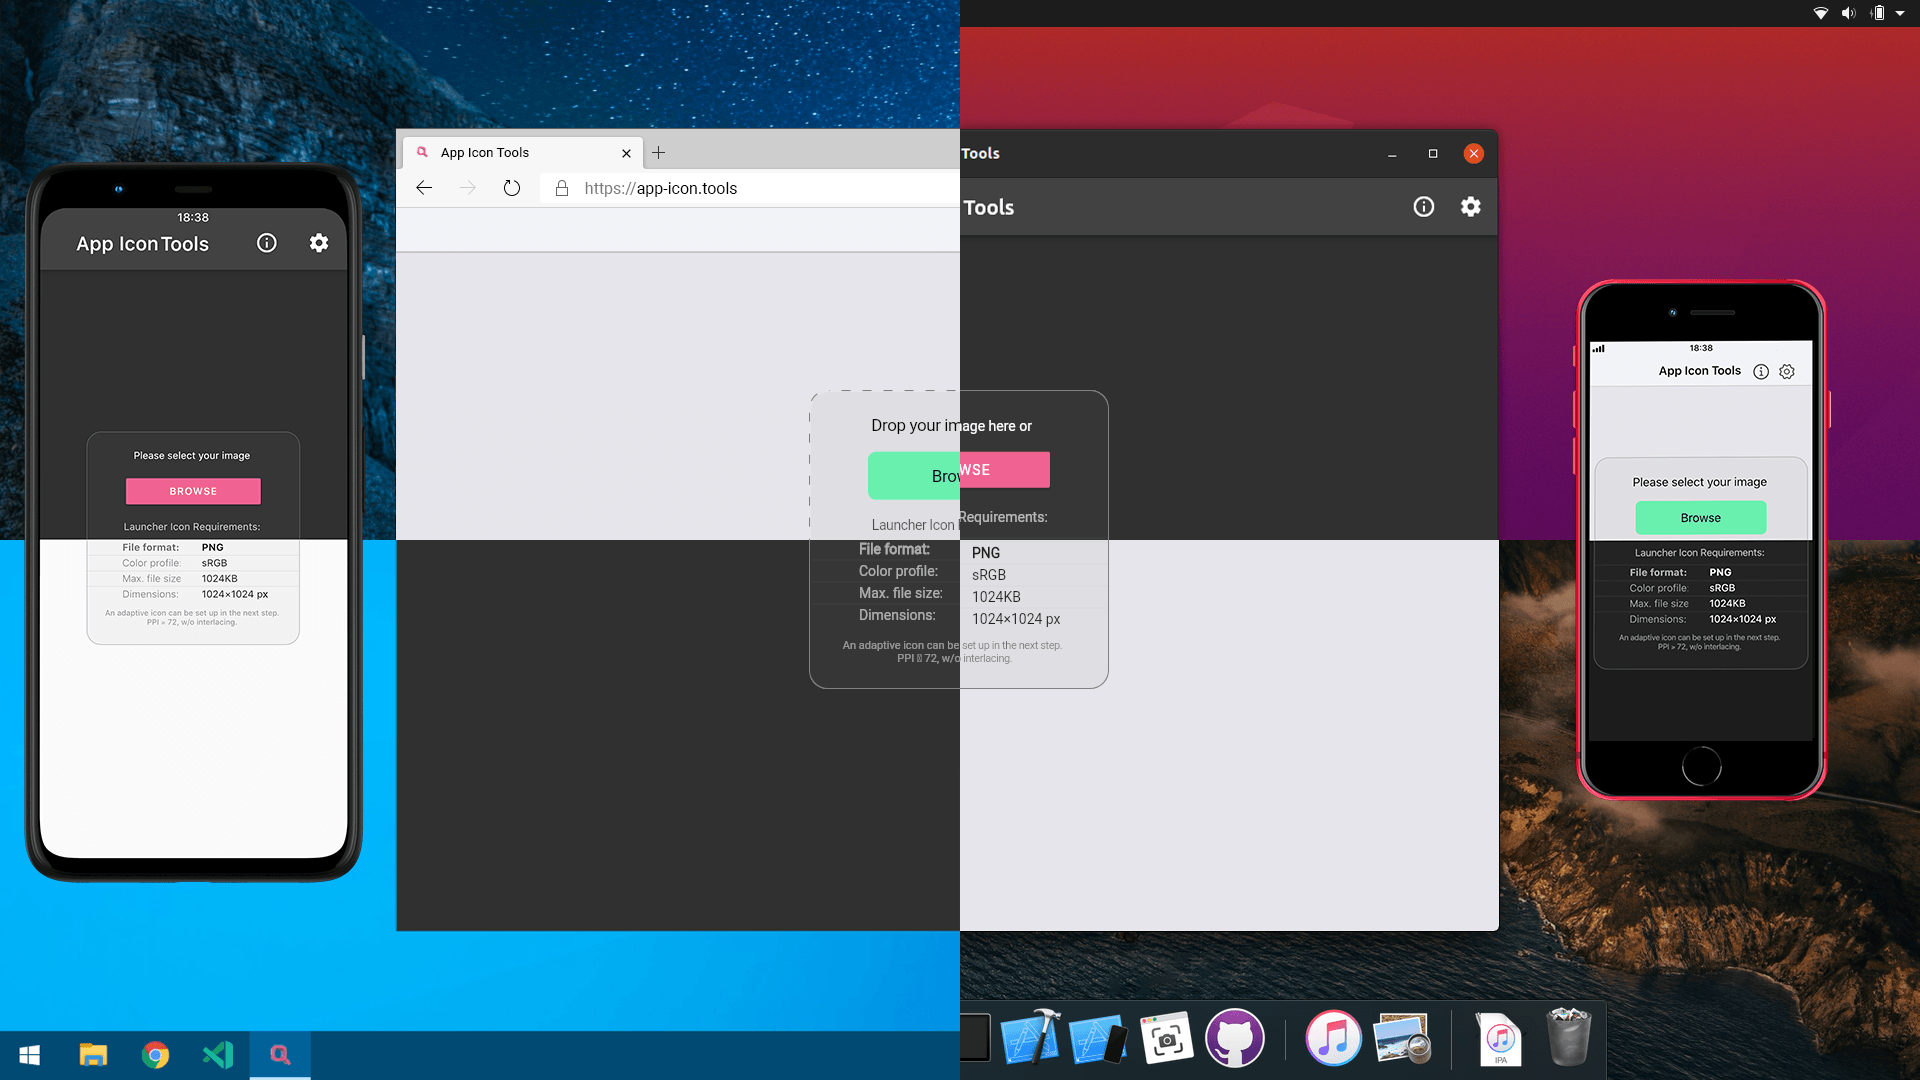 18:38
App Icon Tools
Please select your image
BROWSE
Launcher Icon Requirements:
File format: PNG
Color profile: sRGB
Max. file size 1024KB
Dimensions: 1024×1024 px
An adaptive icon can be set up in the next step.
PPI = 72, w/o interlacing.
App Icon Tools
https://app-icon.tools
Tools
Tools
Drop your image here or
BrowSE
Launcher Icon Requirements:
File format: PNG
Color profile: sRGB
Max. file size: 1024KB
Dimensions: 1024×1024 px
An adaptive icon can be set up in the next step.
PPI 72, w/o interlacing.
18:38
App Icon Tools
Please select your image
Browse
Launcher Icon Requirements:
File format: PNG
Color profile: sRGB
Max. file size 1024KB
Dimensions: 1024×1024 px
An adaptive icon can be set up in the next step.
PPI = 72, w/o interlacing.
IPA